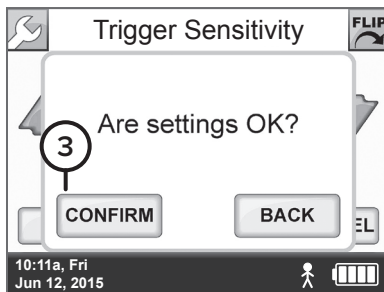 Trigger Sensitivity
FLIP
Are settings OK?
3
CONFIRM
BACK
EL
10:11a, Fri
Jun 12, 2015